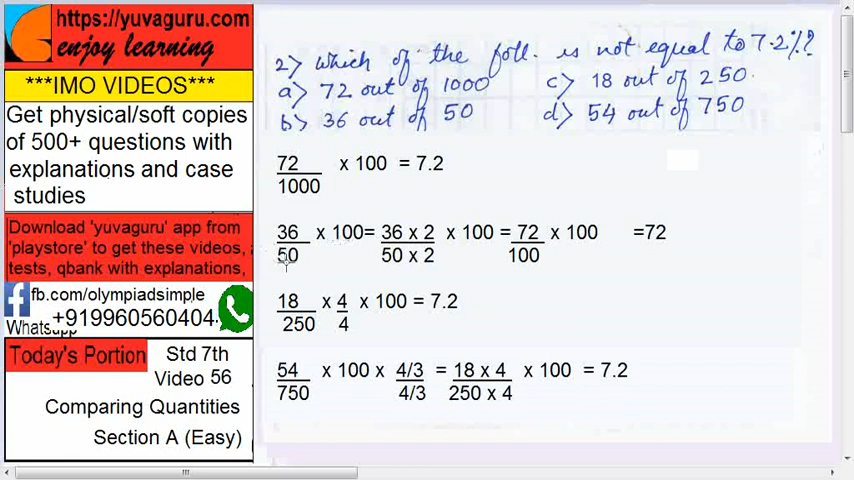 https://yuvaguru.com
enjoy learning
***IMO VIDEOS***
Get physical/soft copies
of 500+ questions with
explanations and case
studies
Download 'yuvaguru' app from
'playstore' to get these videos,
tests, qbank with explanations,
fb.com/olympiadsimple
+919960560404
Whatsapp
Today's Portion
Std 7th
Video 56
Comparing Quantities
Section A (Easy)
2> Which of the foll. is not equal to 7.2%?
a> 72 out of 1000 c> 18 out of 250.
b> 36 out of 50 d> 54 out of 750
72 x 100 = 7.2
1000
36 x 100= 36 x 2 x 100 = 72 x 100 =72
50 50 x 2 100
18 x 4 x 100 = 7.2
250 4
54 x 100 x 4/3 = 18 x 4 x 100 = 7.2
750 4/3 250 x 4